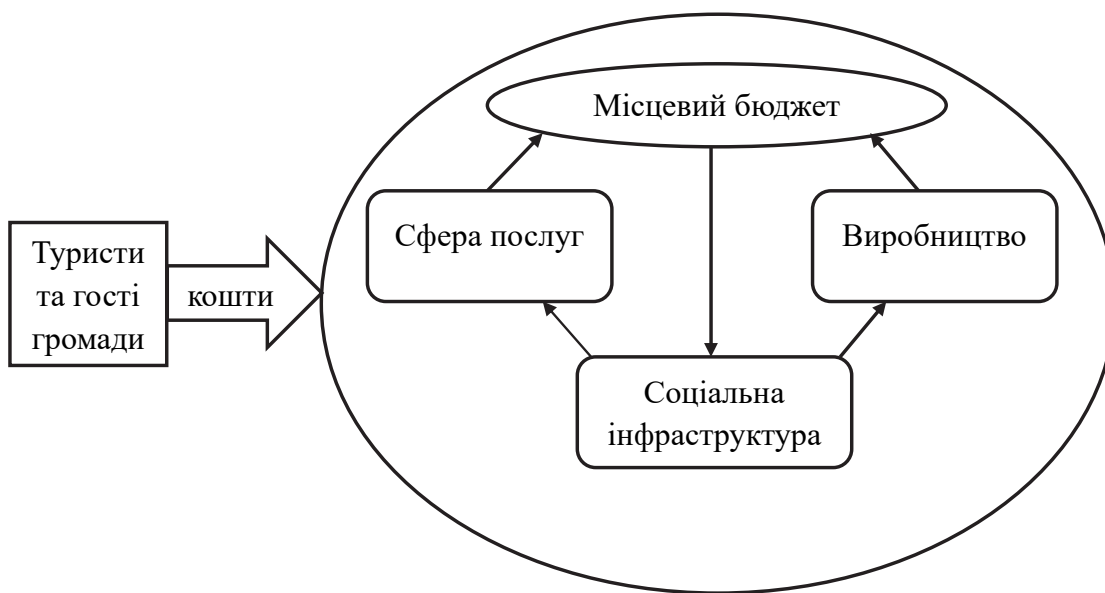 Місцевий бюджет
Сфера послуг
Виробництво
Туристи
та гості
громади
кошти
Соціальна
інфраструктура